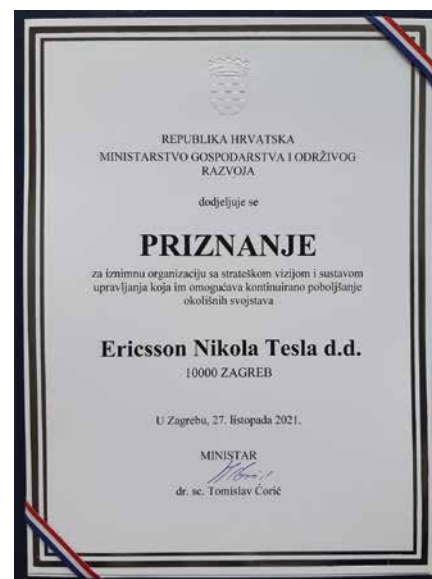 REPUBLIKA HRVATSKA
MINISTARSTVO GOSPODARSTVA I ODRŽIVOG
RAZVOJA
dodjeljuje se
PRIZNANJE
za iznimnu organizaciju sa strateškom vizijom i sustavom
upravljanja koja im omogućava kontinuirano poboljšanje
okolišnih svojstava
Ericsson Nikola Tesla d.d.
10000 ZAGREB
U Zagrebu, 27. listopada 2021.
MINISTAR
dr. sc. Tomislav Ćorić